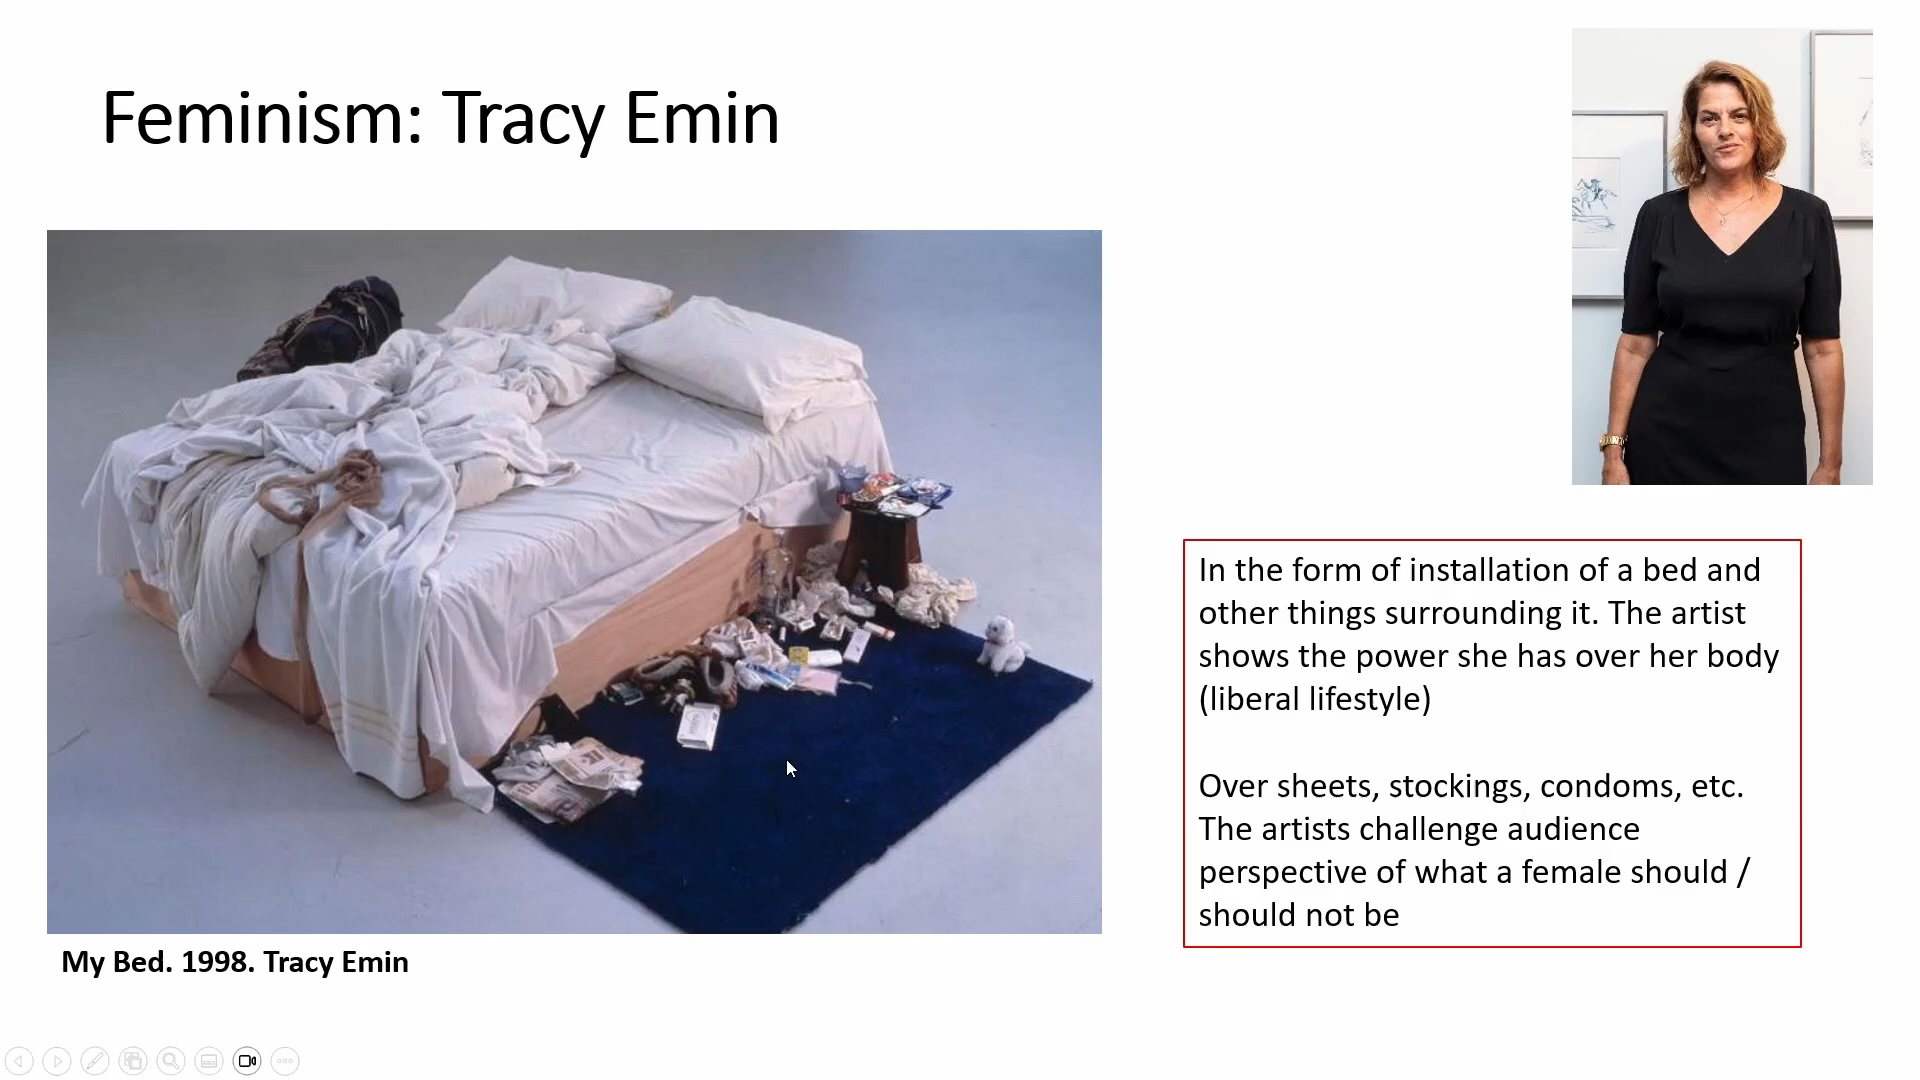 Feminism: Tracy Emin
In the form of installation of a bed and
other things surrounding it. The artist
shows the power she has over her body
(liberal lifestyle)
Over sheets, stockings, condoms, etc.
The artists challenge audience
perspective of what a female should /
should not be
My Bed. 1998. Tracy Emin